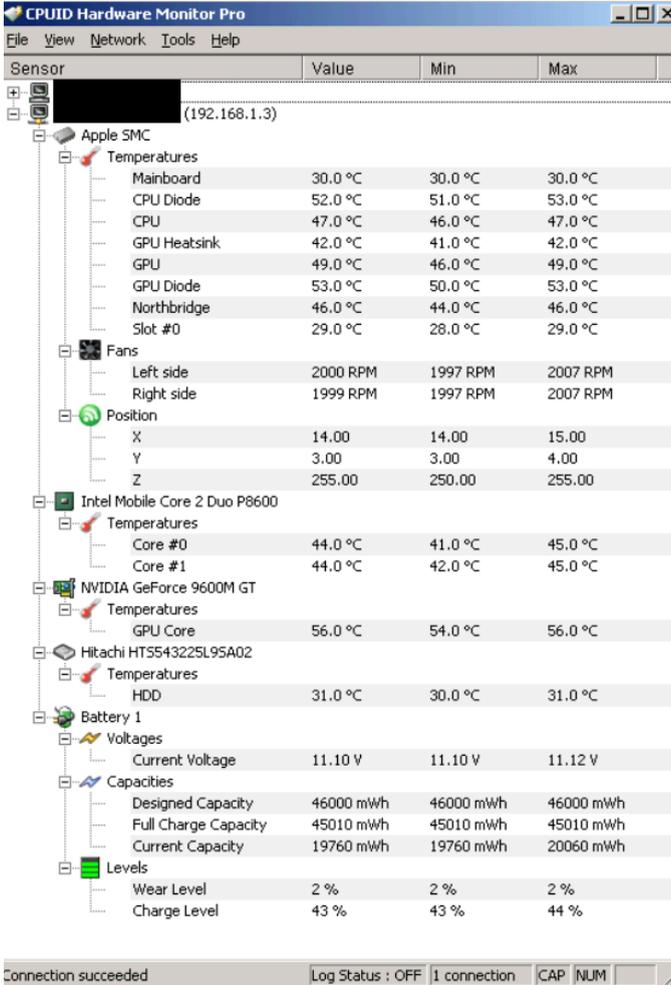 CPUID Hardware Monitor Pro
File View Network Tools Help
Sensor Value Min Max
(192.168.1.3)
Apple SMC
Temperatures
Mainboard 30.0 °C 30.0 °C 30.0 °C
CPU Diode 52.0 °C 51.0 °C 53.0 °C
CPU 47.0 °C 46.0 °C 47.0 °C
GPU Heatsink 42.0 °C 41.0 °C 42.0 °C
GPU 49.0 °C 46.0 °C 49.0 °C
GPU Diode 53.0 °C 50.0 °C 53.0 °C
Northbridge 46.0 °C 44.0 °C 46.0 °C
Slot #0 29.0 °C 28.0 °C 29.0 °C
Fans
Left side 2000 RPM 1997 RPM 2007 RPM
Right side 1999 RPM 1997 RPM 2007 RPM
Position
X 14.00 14.00 15.00
Y 3.00 3.00 4.00
Z 255.00 250.00 255.00
Intel Mobile Core 2 Duo P8600
Temperatures
Core #0 44.0 °C 41.0 °C 45.0 °C
Core #1 44.0 °C 42.0 °C 45.0 °C
NVIDIA GeForce 9600M GT
Temperatures
GPU Core 56.0 °C 54.0 °C 56.0 °C
Hitachi HTS543225L9SA02
Temperatures
HDD 31.0 °C 30.0 °C 31.0 °C
Battery 1
Voltages
Current Voltage 11.10 V 11.10 V 11.12 V
Capacities
Designed Capacity 46000 mWh 46000 mWh 46000 mWh
Full Charge Capacity 45010 mWh 45010 mWh 45010 mWh
Current Capacity 19760 mWh 19760 mWh 20060 mWh
Levels
Wear Level 2 % 2 % 2 %
Charge Level 43 % 43 % 44 %
Connection succeeded Log Status : OFF 1 connection CAP NUM